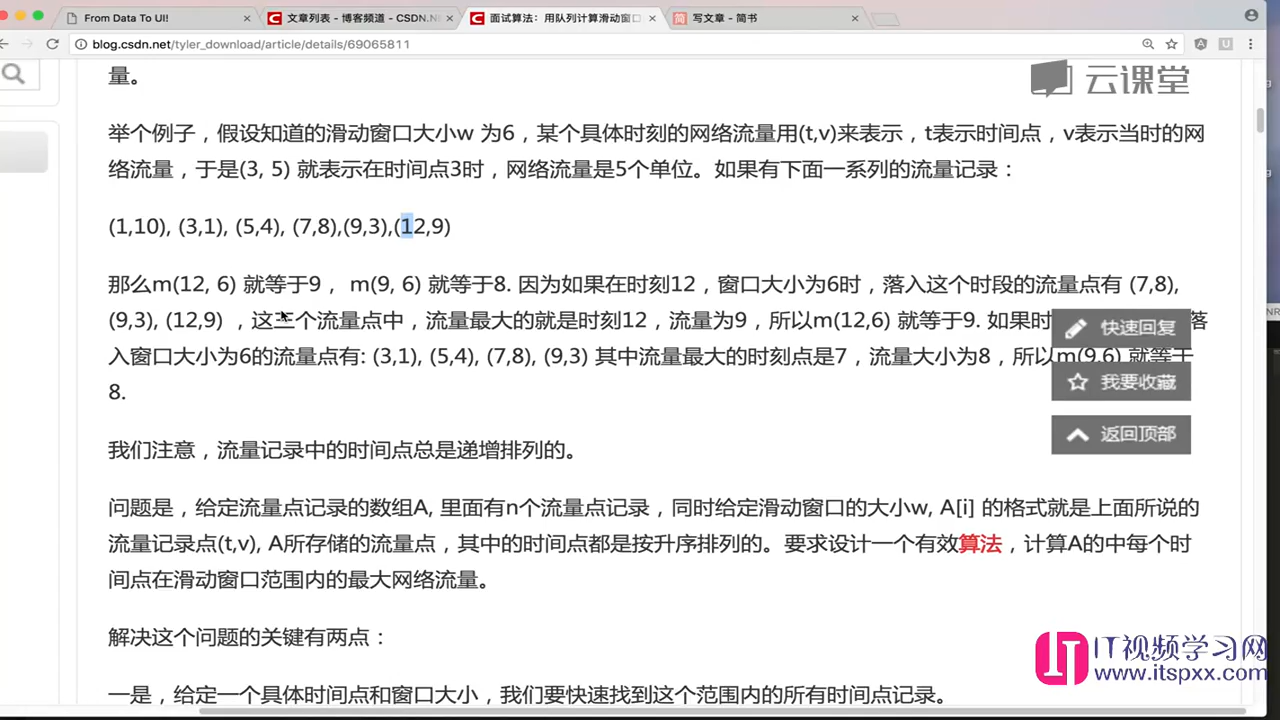 From Data To UI!
文章列表 - 博客频道 - CSDN.N
面试算法：用队列计算滑动窗口
写文章 - 简书
blog.csdn.net/tyler_download/article/details/69065811
云课堂
量。
举个例子，假设知道的滑动窗口大小w 为6，某个具体时刻的网络流量用(t,v)来表示，t表示时间点，v表示当时的网
络流量，于是(3, 5) 就表示在时间点3时，网络流量是5个单位。如果有下面一系列的流量记录：
(1,10), (3,1), (5,4), (7,8),(9,3),(12,9)
那么m(12, 6) 就等于9， m(9, 6) 就等于8. 因为如果在时刻12，窗口大小为6时，落入这个时段的流量点有 (7,8),
(9,3), (12,9) ，这三个流量点中，流量最大的就是时刻12，流量为9，所以m(12,6) 就等于9. 如果时 落
入窗口大小为6的流量点有: (3,1), (5,4), (7,8), (9,3) 其中流量最大的时刻点是7，流量大小为8，所以m(9,6) 就等于
8.
快速回复
我要收藏
返回顶部
我们注意，流量记录中的时间点总是递增排列的。
问题是，给定流量点记录的数组A, 里面有n个流量点记录，同时给定滑动窗口的大小w, A[i] 的格式就是上面所说的
流量记录点(t,v), A所存储的流量点，其中的时间点都是按升序排列的。要求设计一个有效算法，计算A的中每个时
间点在滑动窗口范围内的最大网络流量。
解决这个问题的关键有两点：
一是，给定一个具体时间点和窗口大小，我们要快速找到这个范围内的所有时间点记录。
IT视频学习网
www.itspxx.com